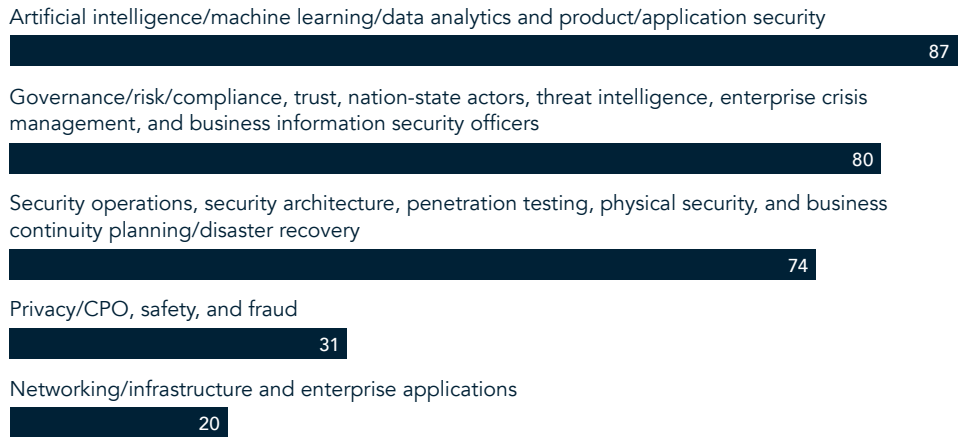 Artificial intelligence/machine learning/data analytics and product/application security
87
Governance/risk/compliance, trust, nation-state actors, threat intelligence, enterprise crisis
management, and business information security officers
80
Security operations, security architecture, penetration testing, physical security, and business
continuity planning/disaster recovery
74
Privacy/CPO, safety, and fraud
31
Networking/infrastructure and enterprise applications
20